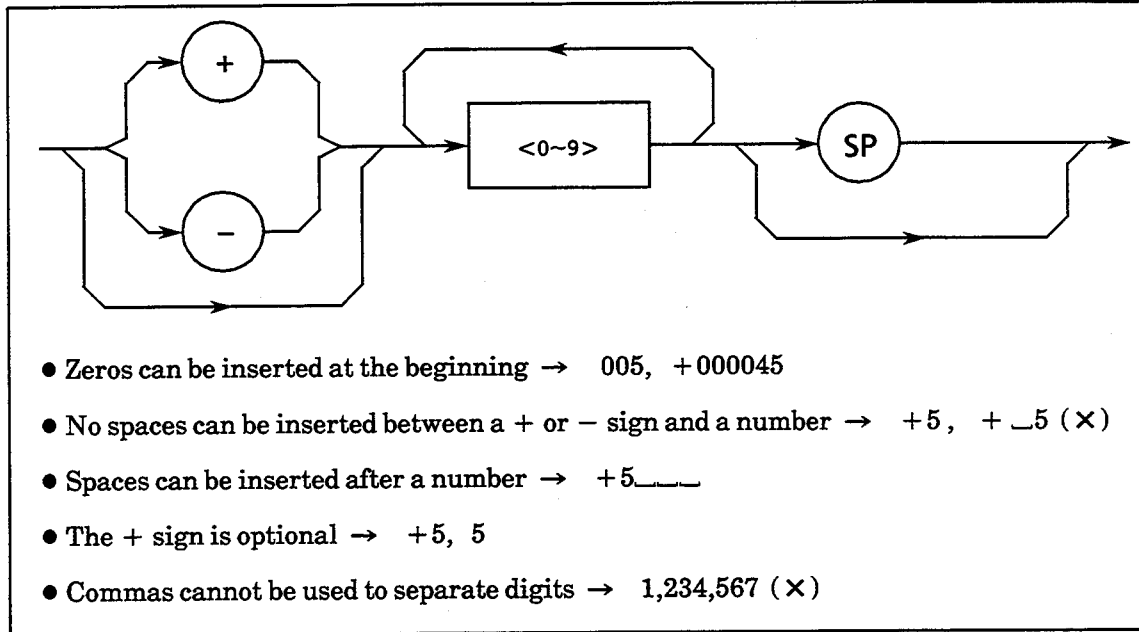 +
<0~9>
SP
−
● Zeros can be inserted at the beginning → 005, +000045
● No spaces can be inserted between a + or − sign and a number → +5, +⎵5 (×)
● Spaces can be inserted after a number → +5⎵⎵⎵
● The + sign is optional → +5, 5
● Commas cannot be used to separate digits → 1,234,567 (×)